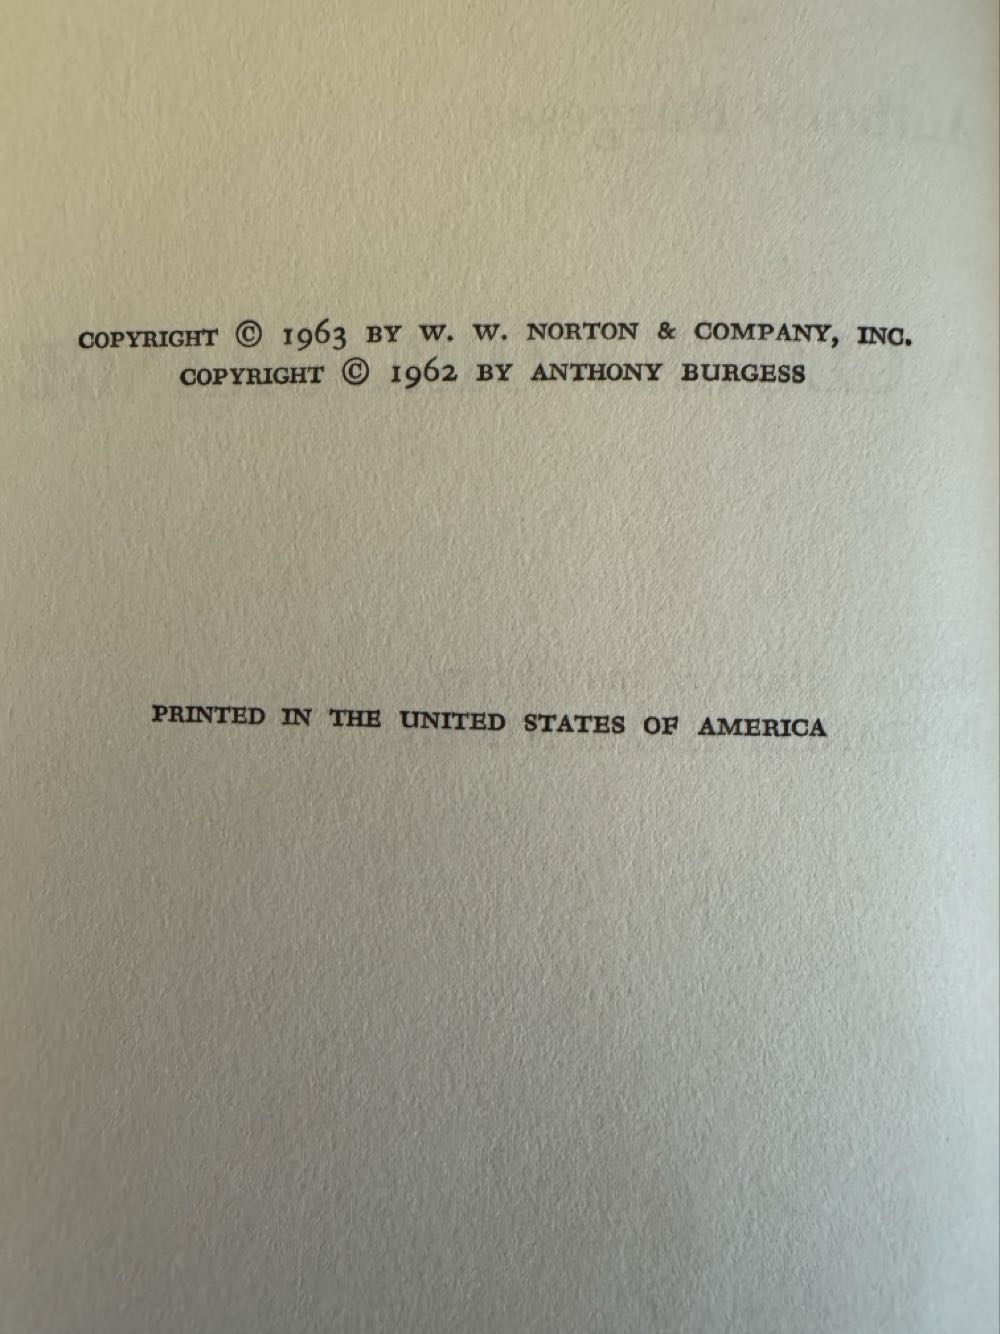 COPYRIGHT © 1963 BY W. W. NORTON & COMPANY, INC.
COPYRIGHT © 1962 BY ANTHONY BURGESS
PRINTED IN THE UNITED STATES OF AMERICA